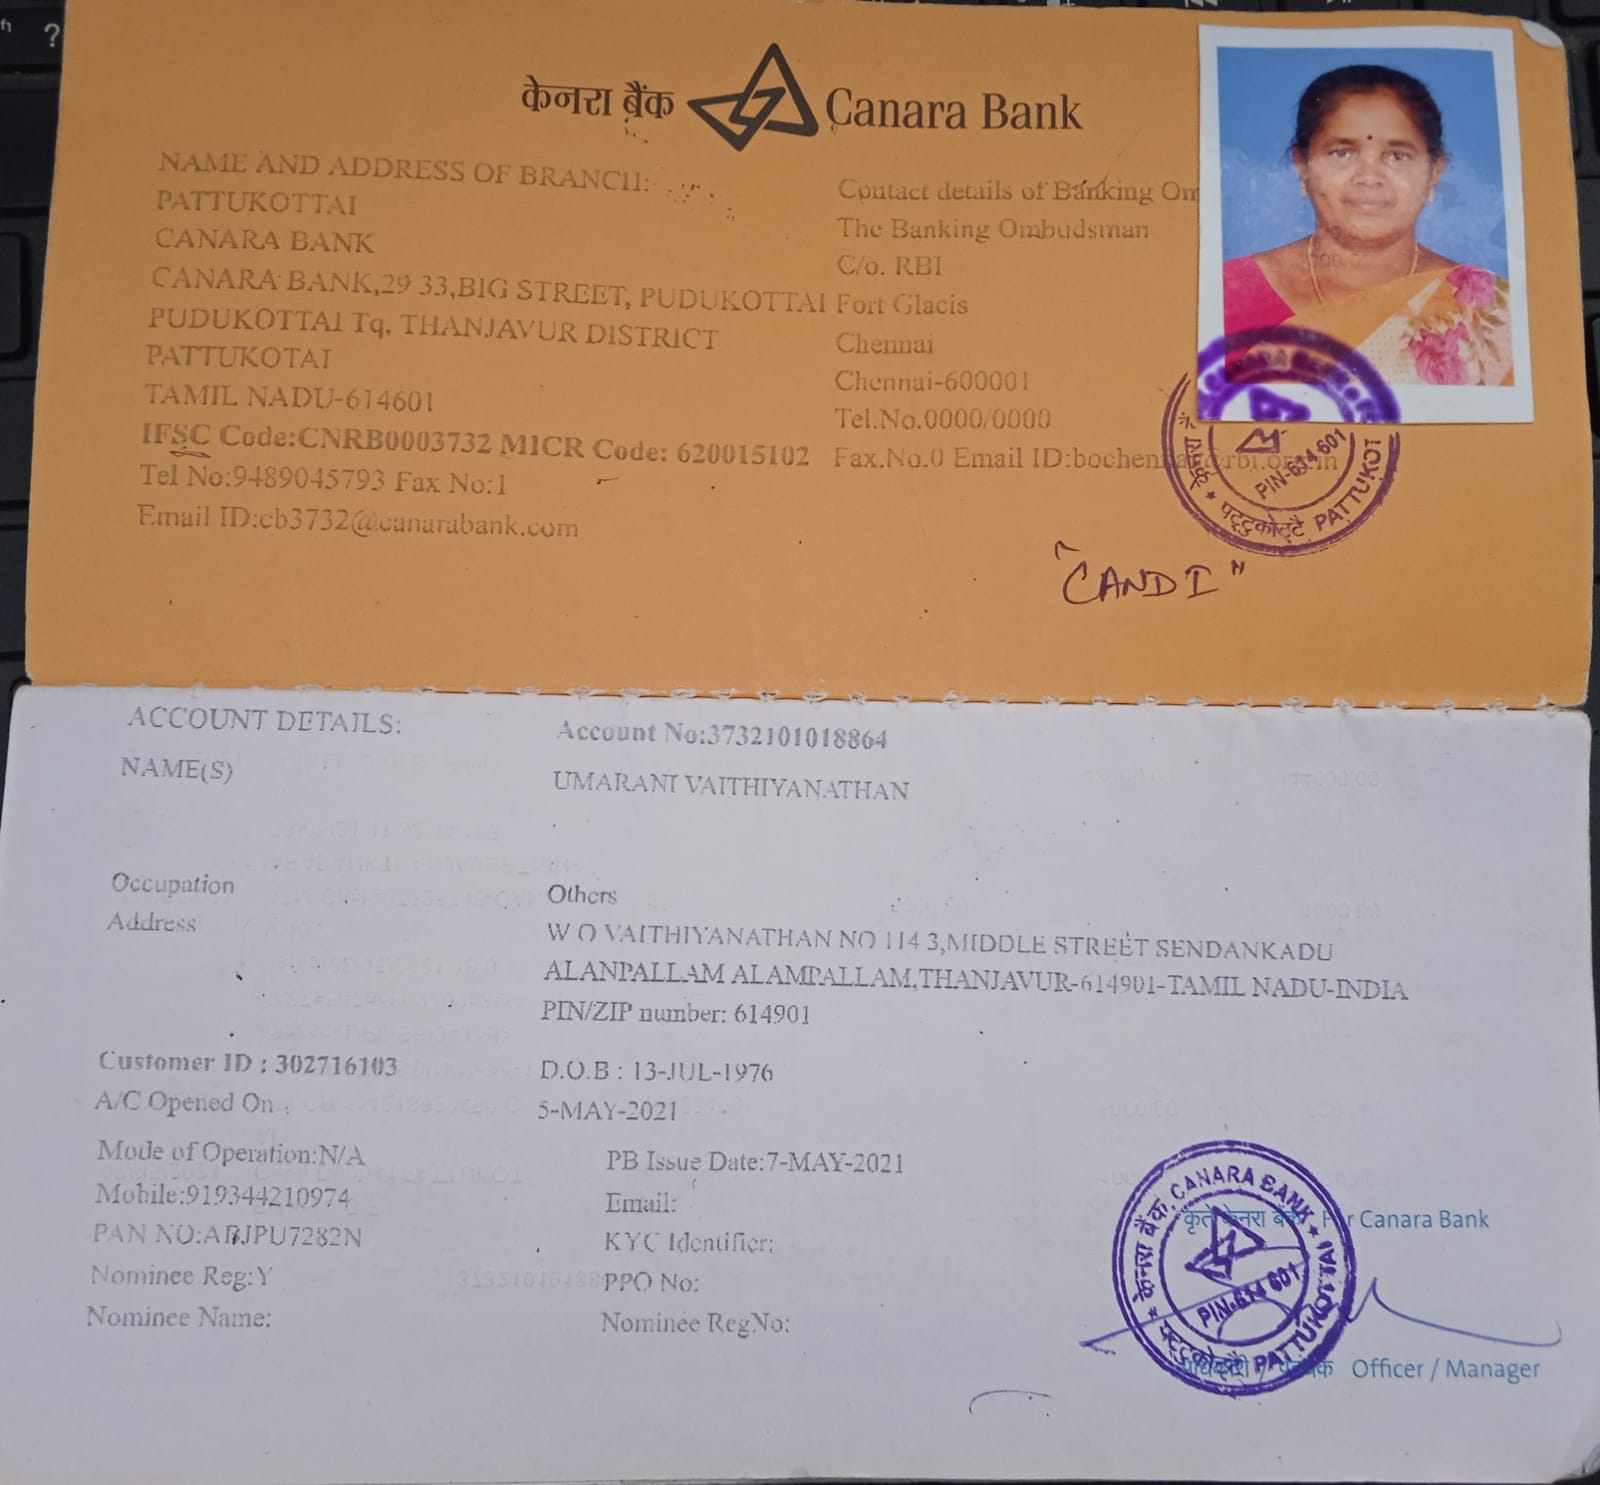 केनरा बैंक Canara Bank
NAME AND ADDRESS OF BRANCH:
PATTUKOTTAI
CANARA BANK
CANARA BANK,29 33,BIG STREET, PUDUKOTTAI
PUDUKOTTAI Tq, THANJAVUR DISTRICT
PATTUKOTAI
TAMIL NADU-614601
IFSC Code:CNRB0003732 MICR Code: 620015102
Tel No:9489045793 Fax No:1
Email ID:cb3732@canarabank.com
Contact details of Banking Om
The Banking Ombudsman
C/o. RBI
Fort Glacis
Chennai
Chennai-600001
Tel.No.0000/0000
Fax.No.0 Email ID:bochennai@rbi.org.in
PIN-614 601
पट्टुकोट्टै PATTUKOT
"CANDI"
ACCOUNT DETAILS: Account No:3732101018864
NAME(S) UMARANI VAITHIYANATHAN
Occupation Others
Address W O VAITHIYANATHAN NO 114 3,MIDDLE STREET SENDANKADU
ALANPALLAM ALAMPALLAM,THANJAVUR-614901-TAMIL NADU-INDIA
PIN/ZIP number: 614901
Customer ID : 302716103 D.O.B : 13-JUL-1976
A/C Opened On 5-MAY-2021
Mode of Operation:N/A PB Issue Date:7-MAY-2021
Mobile:919344210974 Email:
PAN NO: KYC Identifier:
Nominee Reg:Y PPO No:
Nominee Name: Nominee RegNo:
कृते केनरा बैंक For Canara Bank
केनरा बैंक CANARA BANK
PIN-614 601
पट्टुकोट्टै PATTUKOTTAI
Officer / Manager